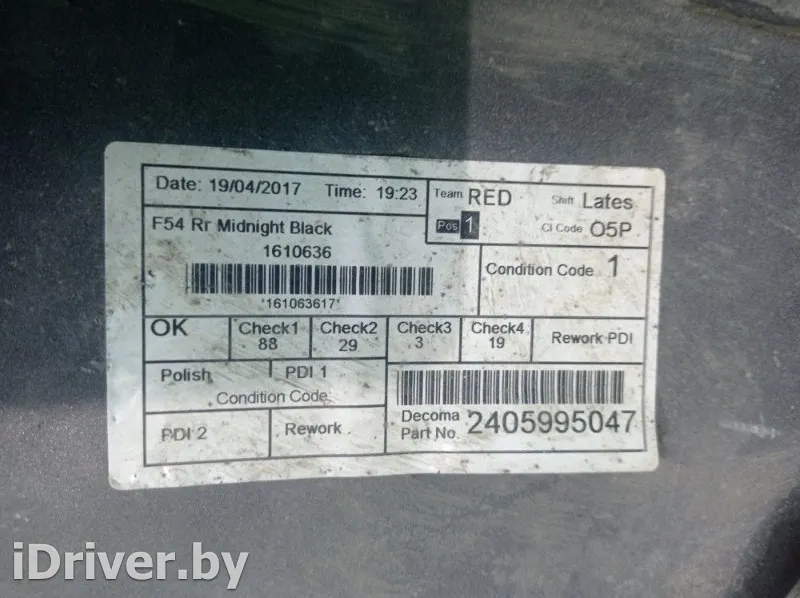 Date: 19/04/2017 Time: 19:23
Team RED Shift Lates
Pos 1 CI Code O5P
F54 Rr Midnight Black
1610636
'161063617'
Condition Code 1
OK Check1 Check2 Check3 Check4 Rework PDI
88 29 3 19
Polish PDI 1
Condition Code
PDI 2 Rework
Decoma
Part No. 2405995047
iDriver.by